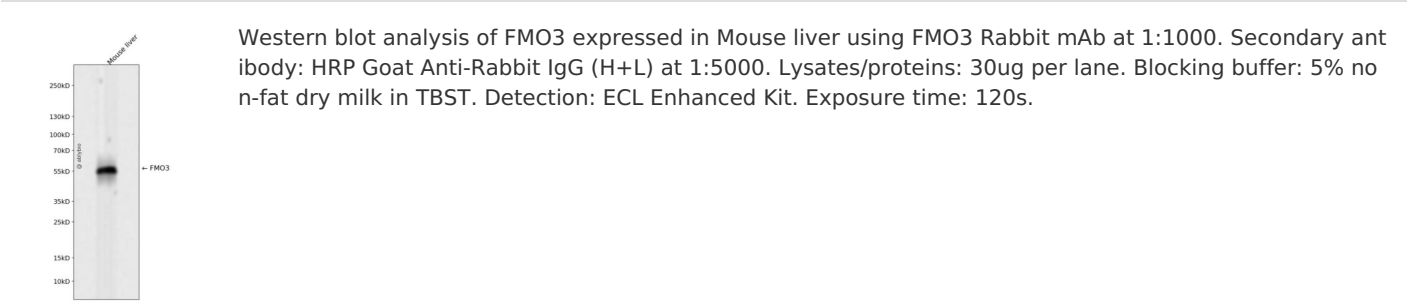 Mouse liver
250kD
130kD
100kD
70kD
55kD
35kD
25kD
15kD
10kD
← FMO3
Western blot analysis of FMO3 expressed in Mouse liver using FMO3 Rabbit mAb at 1:1000. Secondary ant
ibody: HRP Goat Anti-Rabbit IgG (H+L) at 1:5000. Lysates/proteins: 30ug per lane. Blocking buffer: 5% no
n-fat dry milk in TBST. Detection: ECL Enhanced Kit. Exposure time: 120s.